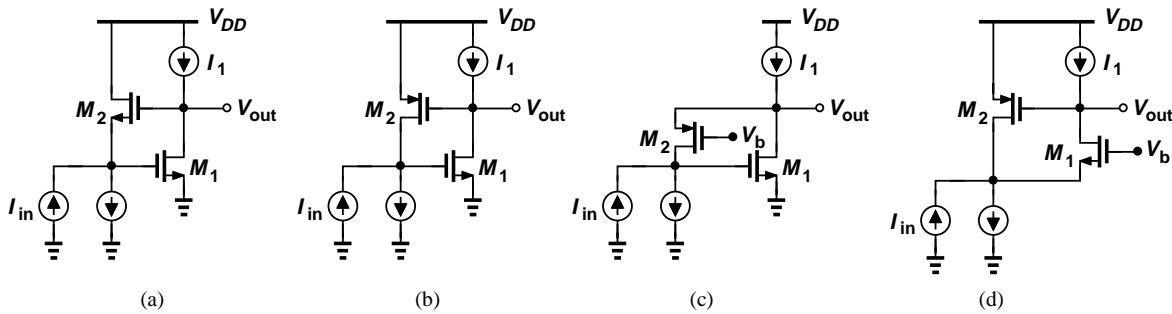 V_DD
I_1
M_2
V_out
M_1
I_in
(a)
V_DD
I_1
M_2
V_out
M_1
I_in
(b)
V_DD
I_1
V_out
M_2
V_b
M_1
I_in
(c)
V_DD
I_1
M_2
V_out
M_1
V_b
I_in
(d)